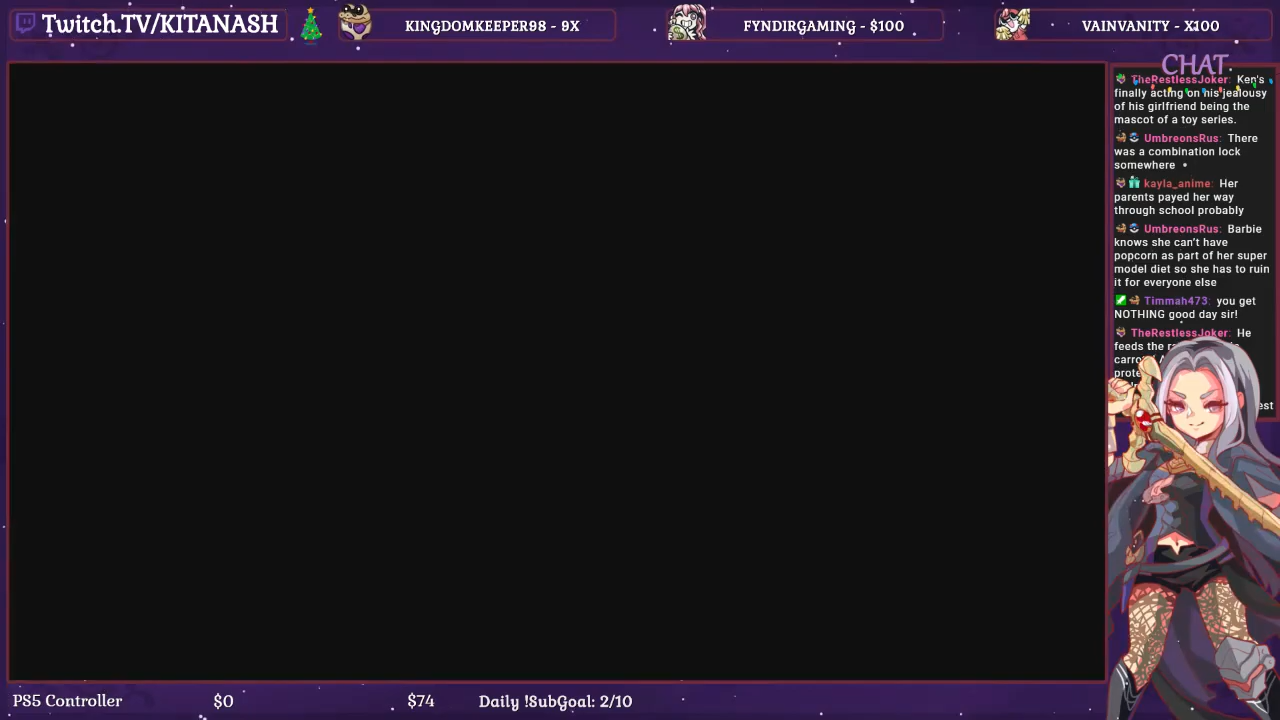 Twitch.TV/KITANASH
KINGDOMKEEPER98 - 9X
FYNDIRGAMING - $100
VAINVANITY - X100
CHAT
TheRestlessJoker: Ken's
finally acting on his jealousy
of his girlfriend being the
mascot of a toy series.
UmbreonsRus: There
was a combination lock
somewhere
kayla_anime: Her
parents payed her way
through school probably
UmbreonsRus: Barbie
knows she can't have
popcorn as part of her super
model diet so she has to ruin
it for everyone else
Timmah473: you get
NOTHING good day sir!
TheRestlessJoker: He
feeds the
PS5 Controller
$0
$74
Daily !SubGoal: 2/10